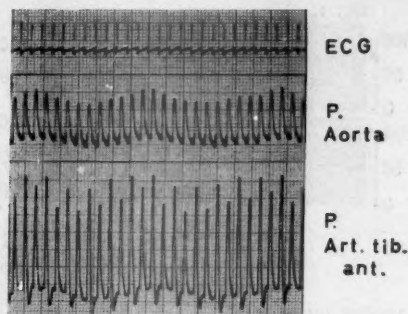 ECG
P.
Aorta
P.
Art. tib.
ant.